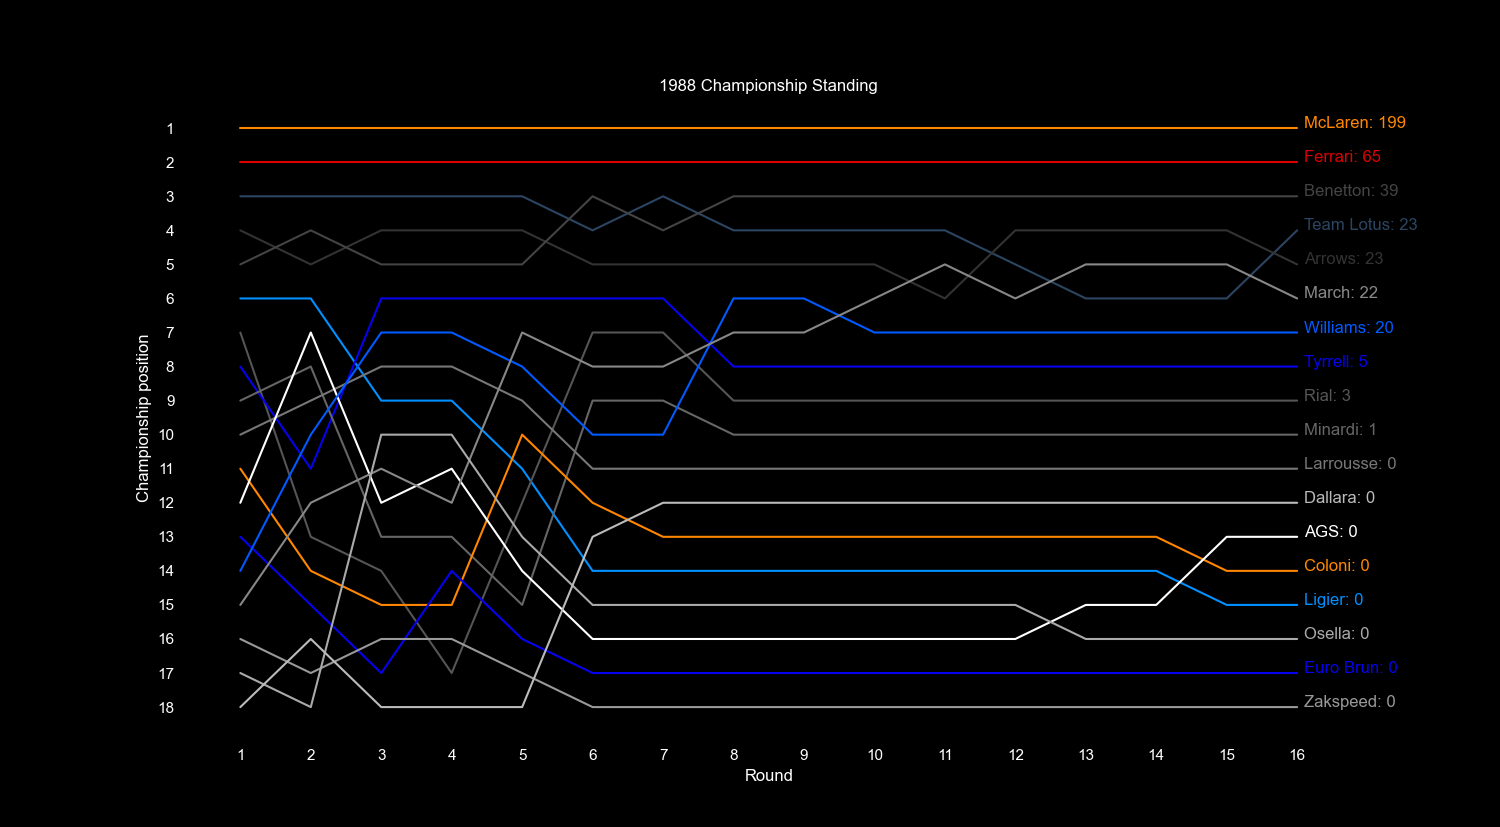 1988 Championship Standing
1
2
3
4
5
6
7
8
9
10
11
12
13
14
15
16
17
18
Championship position
McLaren: 199
Ferrari: 65
Benetton: 39
Team Lotus: 23
Arrows: 23
March: 22
Williams: 20
Tyrrell: 5
Rial: 3
Minardi: 1
Larrousse: 0
Dallara: 0
AGS: 0
Coloni: 0
Ligier: 0
Osella: 0
Euro Brun: 0
Zakspeed: 0
1 2 3 4 5 6 7 8 9 10 11 12 13 14 15 16
Round